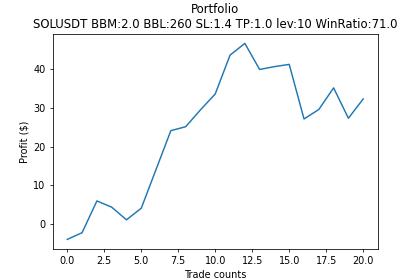 Portfolio
SOLUSDT BBM:2.0 BBL:260 SL:1.4 TP:1.0 lev:10 WinRatio:71.0
Profit ($)
40
30
20
10
0
0.0 2.5 5.0 7.5 10.0 12.5 15.0 17.5 20.0
Trade counts